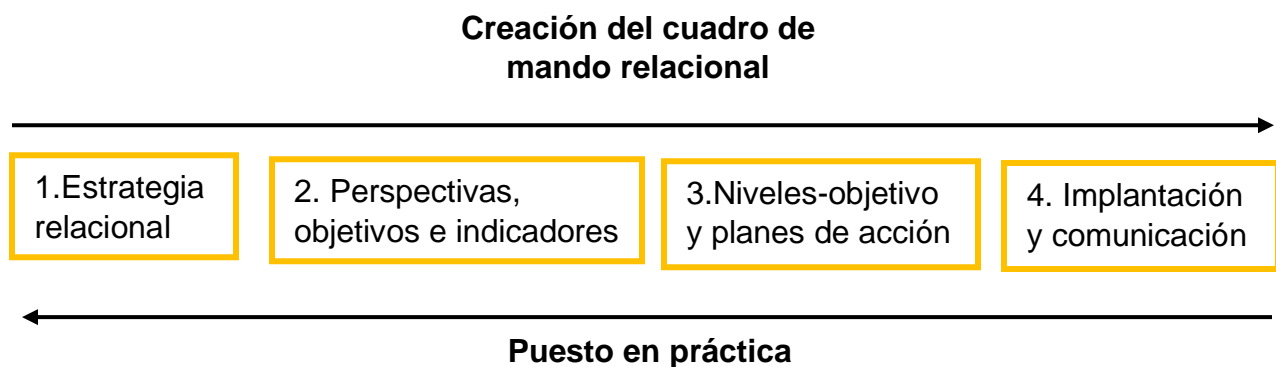 Creación del cuadro de
mando relacional
1.Estrategia
relacional
2. Perspectivas,
objetivos e indicadores
3.Niveles-objetivo
y planes de acción
4. Implantación
y comunicación
Puesto en práctica